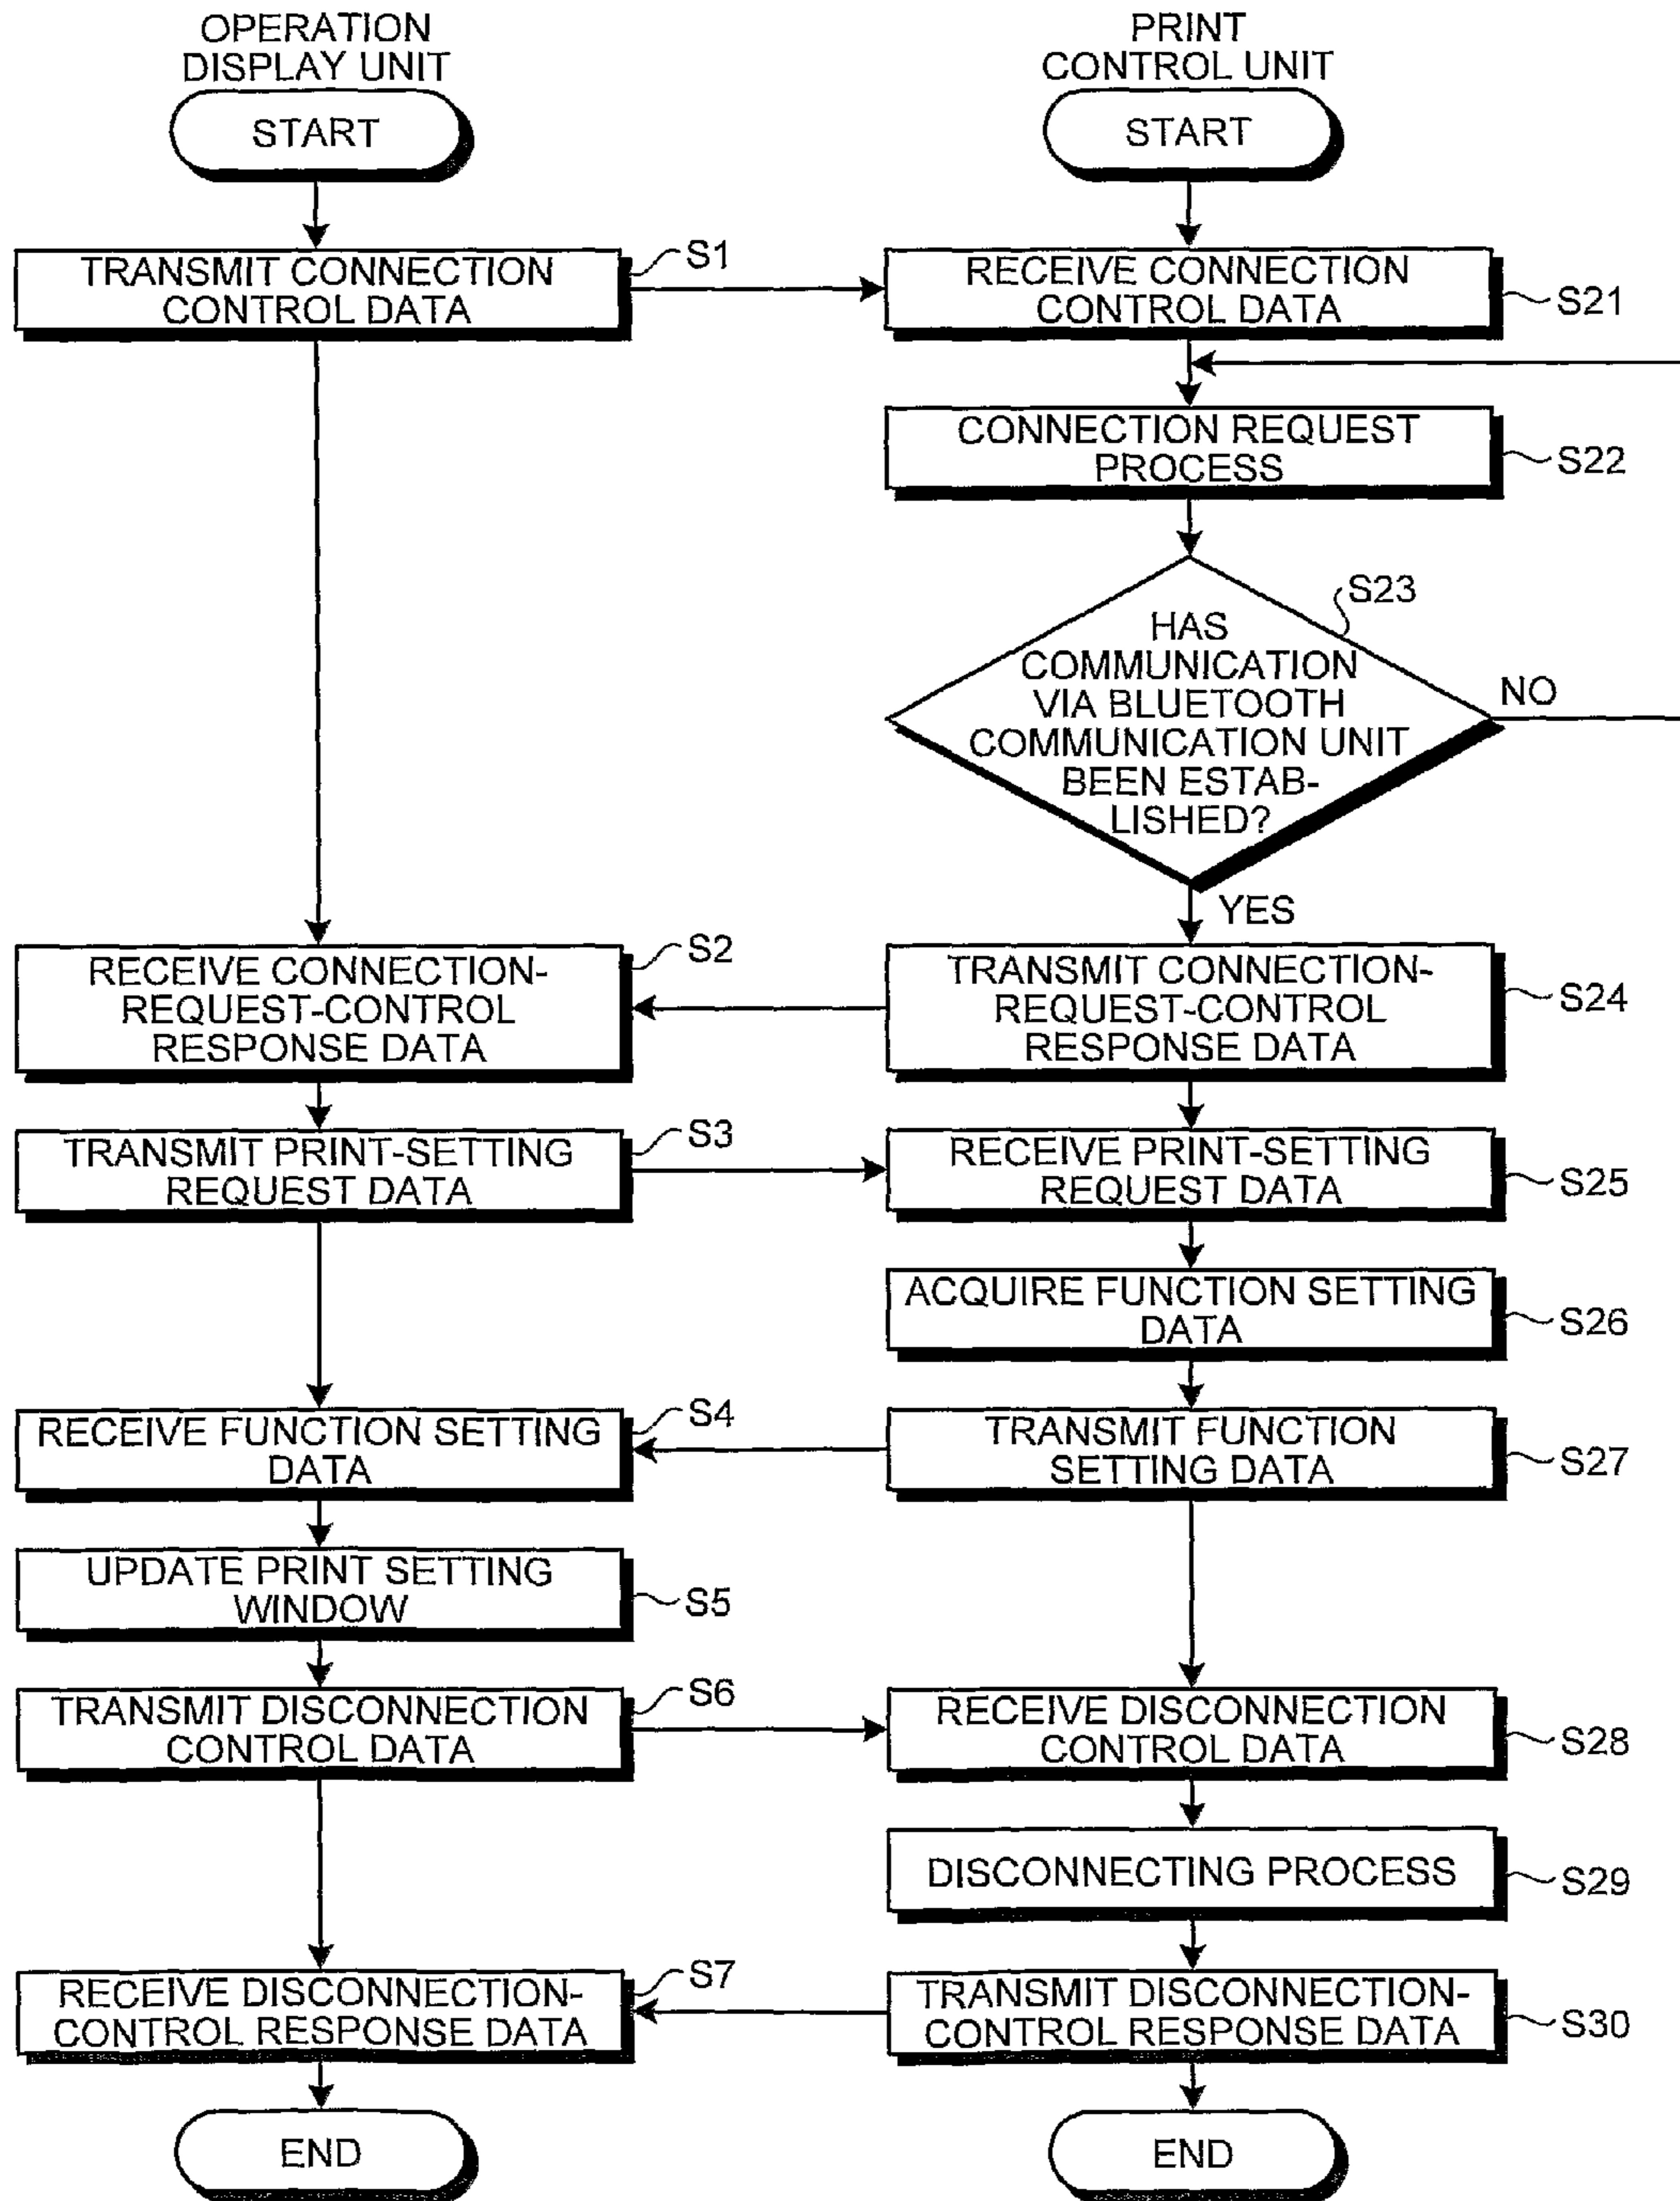 OPERATION
DISPLAY UNIT
PRINT
CONTROL UNIT
START
START
TRANSMIT CONNECTION
CONTROL DATA
S1
RECEIVE CONNECTION
CONTROL DATA
S21
CONNECTION REQUEST
PROCESS
S22
HAS
COMMUNICATION
VIA BLUETOOTH
COMMUNICATION UNIT
BEEN ESTAB-
LISHED?
S23
NO
YES
RECEIVE CONNECTION-
REQUEST-CONTROL
RESPONSE DATA
S2
TRANSMIT CONNECTION-
REQUEST-CONTROL
RESPONSE DATA
S24
TRANSMIT PRINT-SETTING
REQUEST DATA
S3
RECEIVE PRINT-SETTING
REQUEST DATA
S25
ACQUIRE FUNCTION SETTING
DATA
S26
RECEIVE FUNCTION SETTING
DATA
S4
TRANSMIT FUNCTION
SETTING DATA
S27
UPDATE PRINT SETTING
WINDOW
S5
TRANSMIT DISCONNECTION
CONTROL DATA
S6
RECEIVE DISCONNECTION
CONTROL DATA
S28
DISCONNECTING PROCESS
S29
RECEIVE DISCONNECTION-
CONTROL RESPONSE DATA
S7
TRANSMIT DISCONNECTION-
CONTROL RESPONSE DATA
S30
END
END